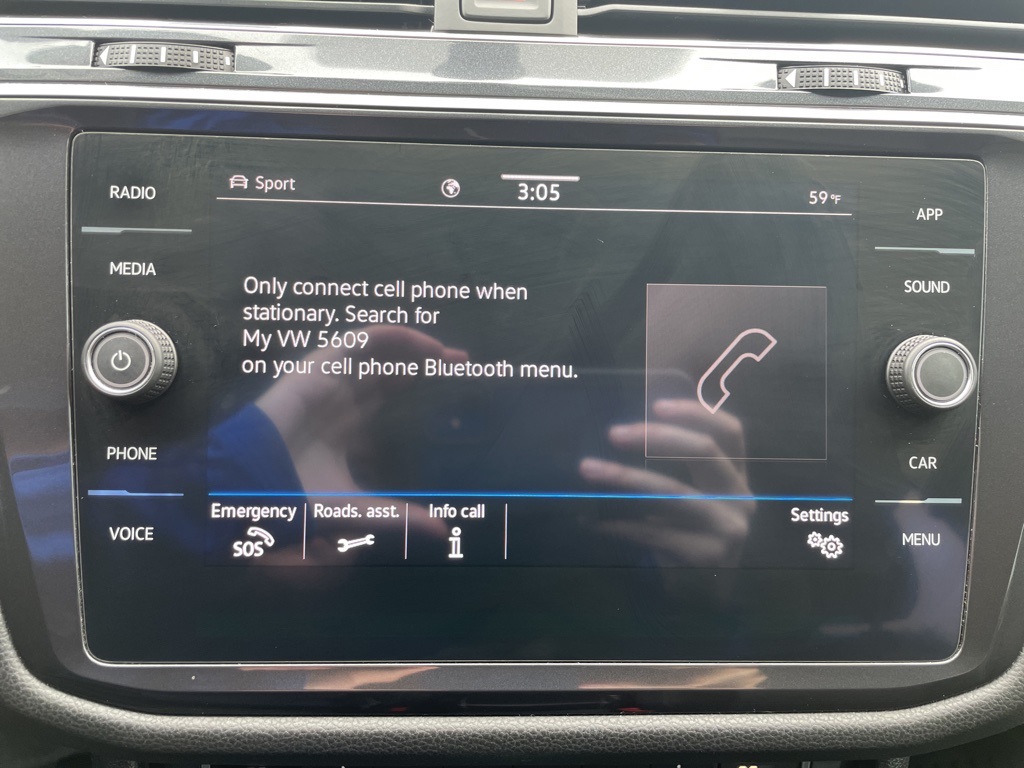 RADIO
MEDIA
PHONE
VOICE
Sport
3:05
59 °F
Only connect cell phone when
stationary. Search for
My VW 5609
on your cell phone Bluetooth menu.
Emergency
SOS
Roads. asst.
Info call
i
Settings
APP
SOUND
CAR
MENU